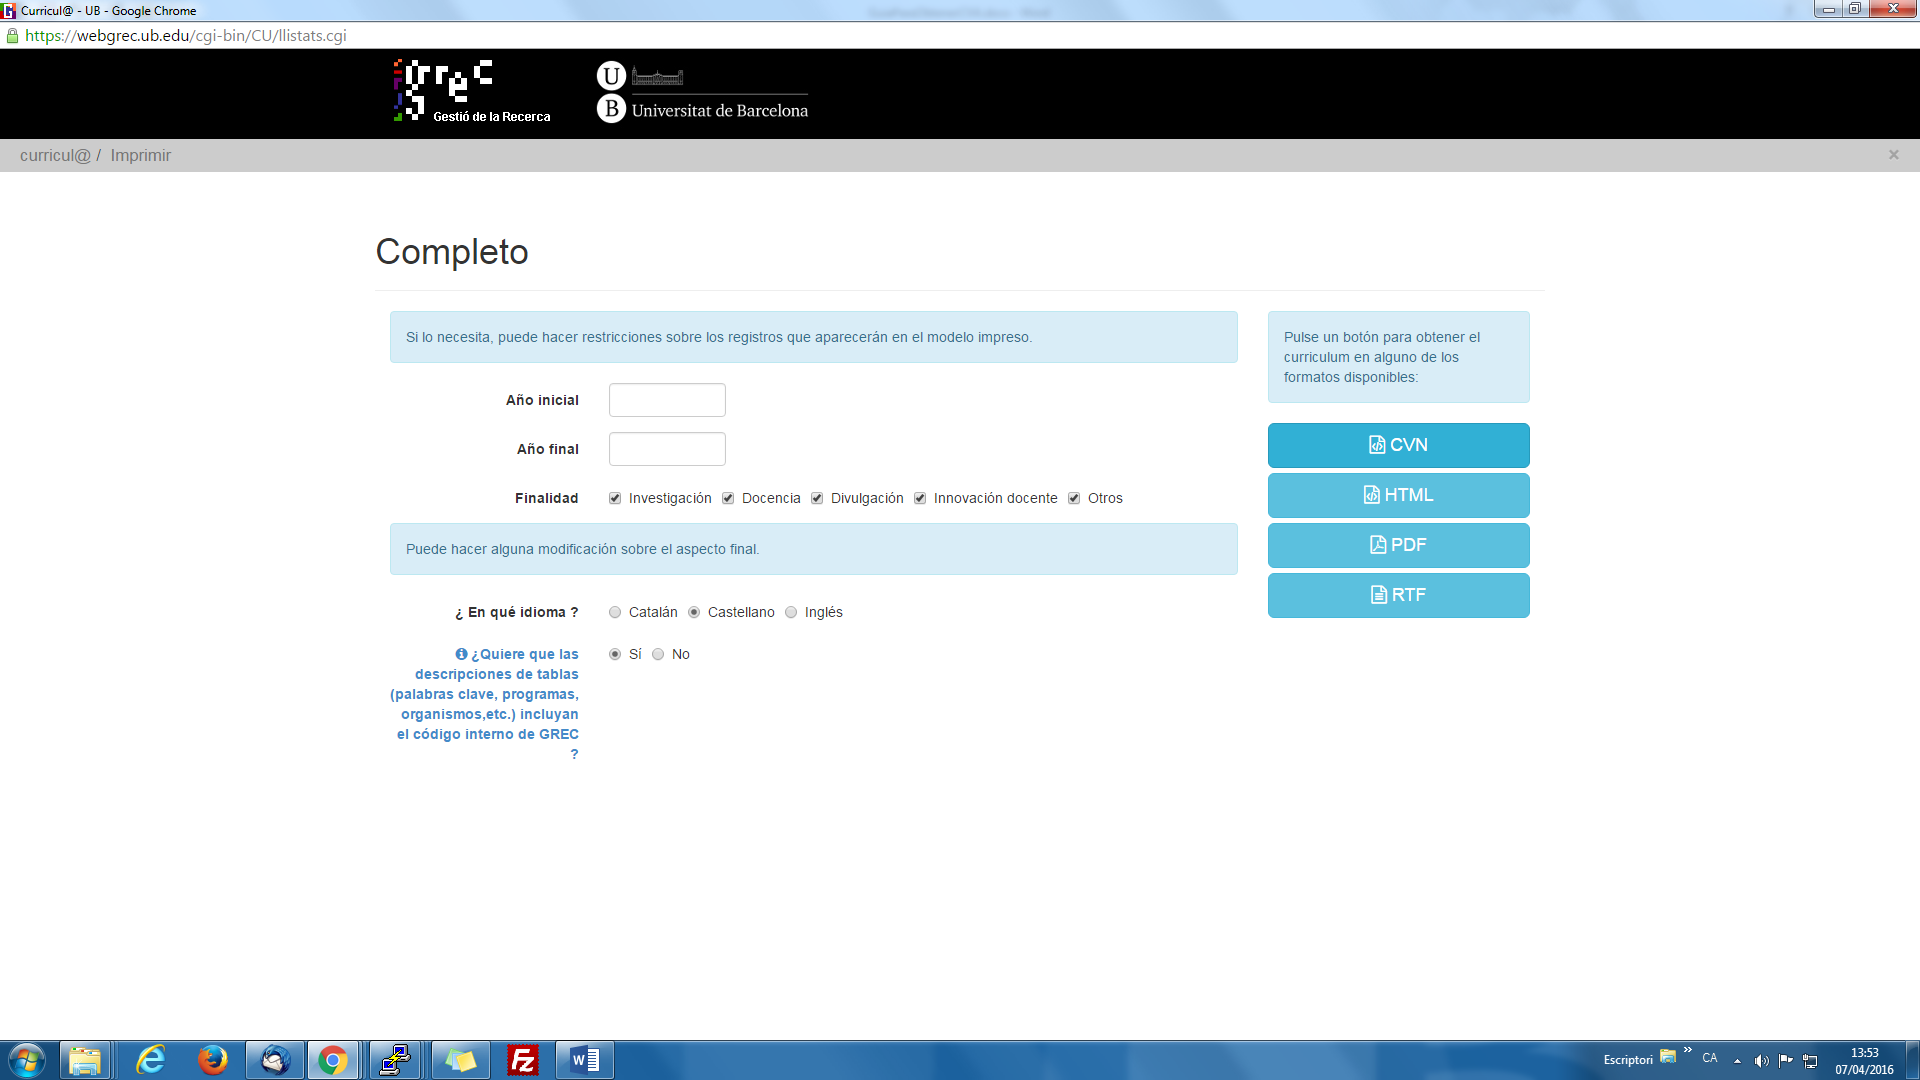 Curricul@ - UB - Google Chrome
https://webgrec.ub.edu/cgi-bin/CU/llistats.cgi
grec
Gestió de la Recerca
U
B Universitat de Barcelona
curricul@ / Imprimir
×
Completo
Si lo necesita, puede hacer restricciones sobre los registros que aparecerán en el modelo impreso.
Año inicial
Año final
Finalidad Investigación Docencia Divulgación Innovación docente Otros
Puede hacer alguna modificación sobre el aspecto final.
¿ En qué idioma ? Catalán Castellano Inglés
¿Quiere que las Sí No
descripciones de tablas
(palabras clave, programas,
organismos,etc.) incluyan
el código interno de GREC
?
Pulse un botón para obtener el
curriculum en alguno de los
formatos disponibles:
CVN
HTML
PDF
RTF
Escriptori » CA 13:53
07/04/2016